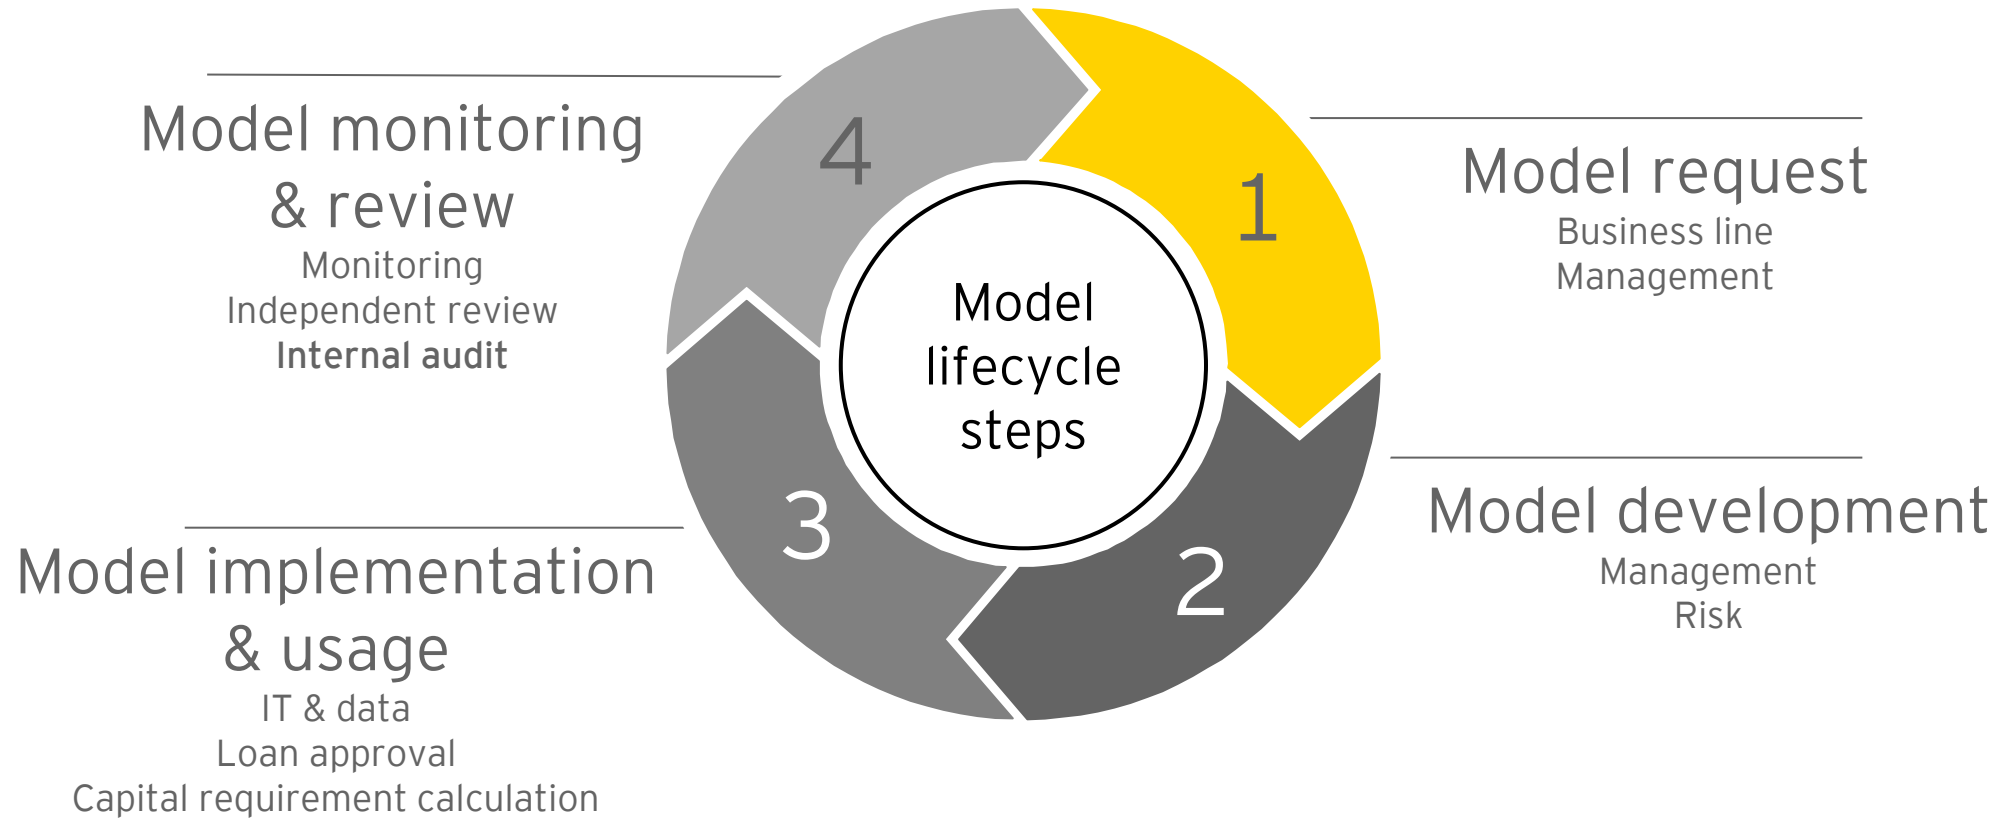 Model lifecycle steps
1
Model request
Business line
Management
2
Model development
Management
Risk
3
Model implementation
& usage
IT & data
Loan approval
Capital requirement calculation
4
Model monitoring
& review
Monitoring
Independent review
Internal audit